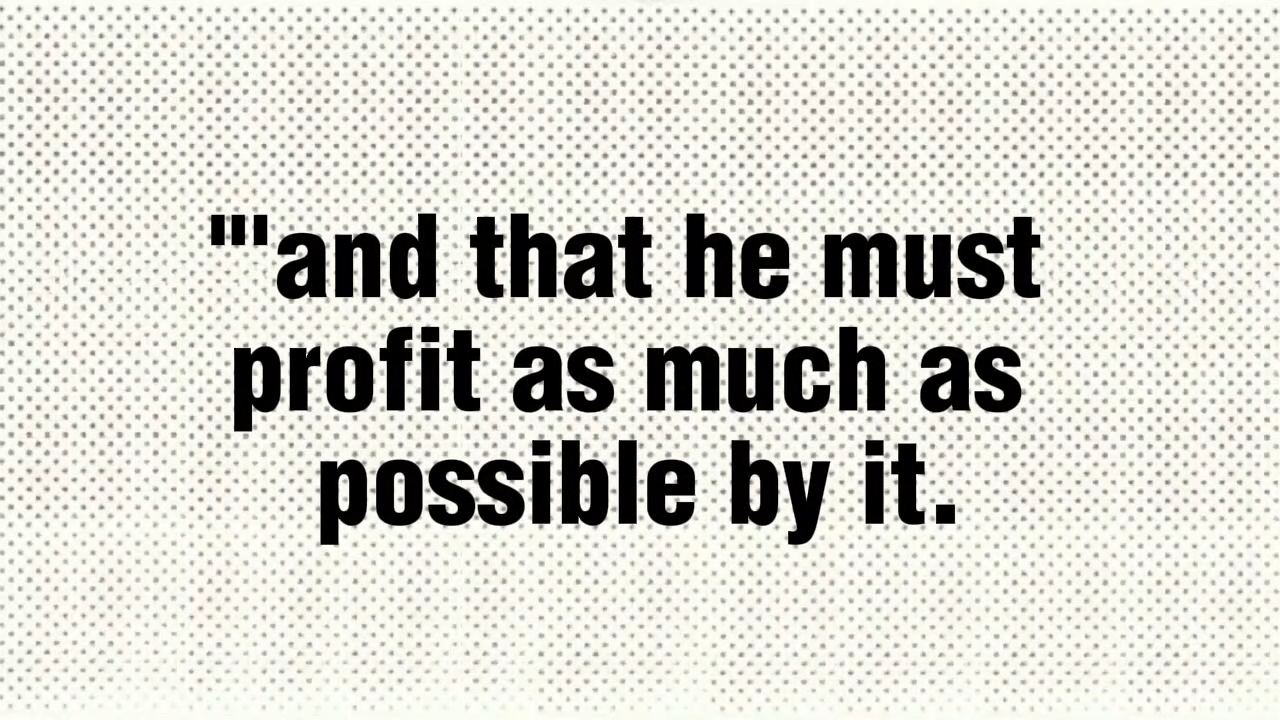 "'and that he must
profit as much as
possible by it.